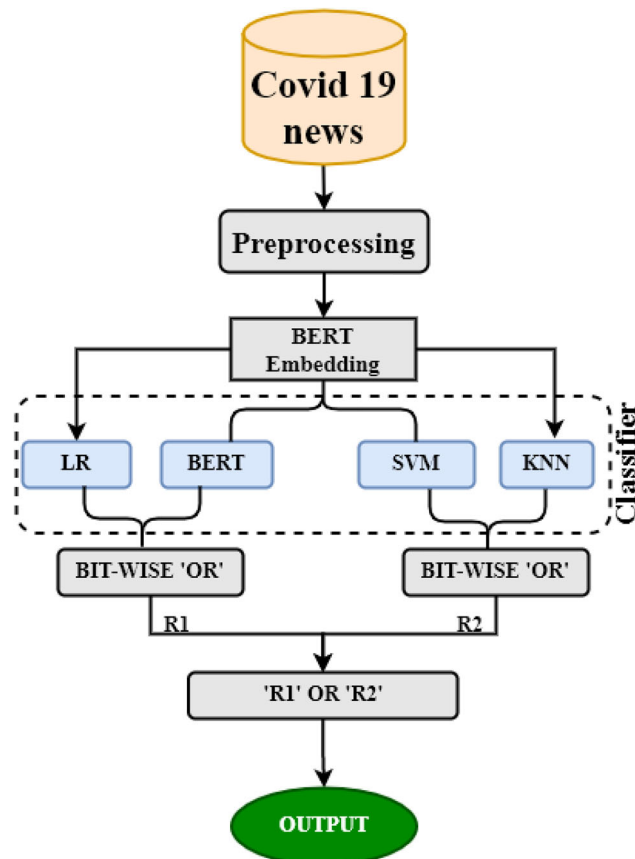 Covid 19
news
Preprocessing
BERT
Embedding
LR
BERT
SVM
KNN
Classifier
BIT-WISE 'OR'
BIT-WISE 'OR'
R1
R2
'R1' OR 'R2'
OUTPUT